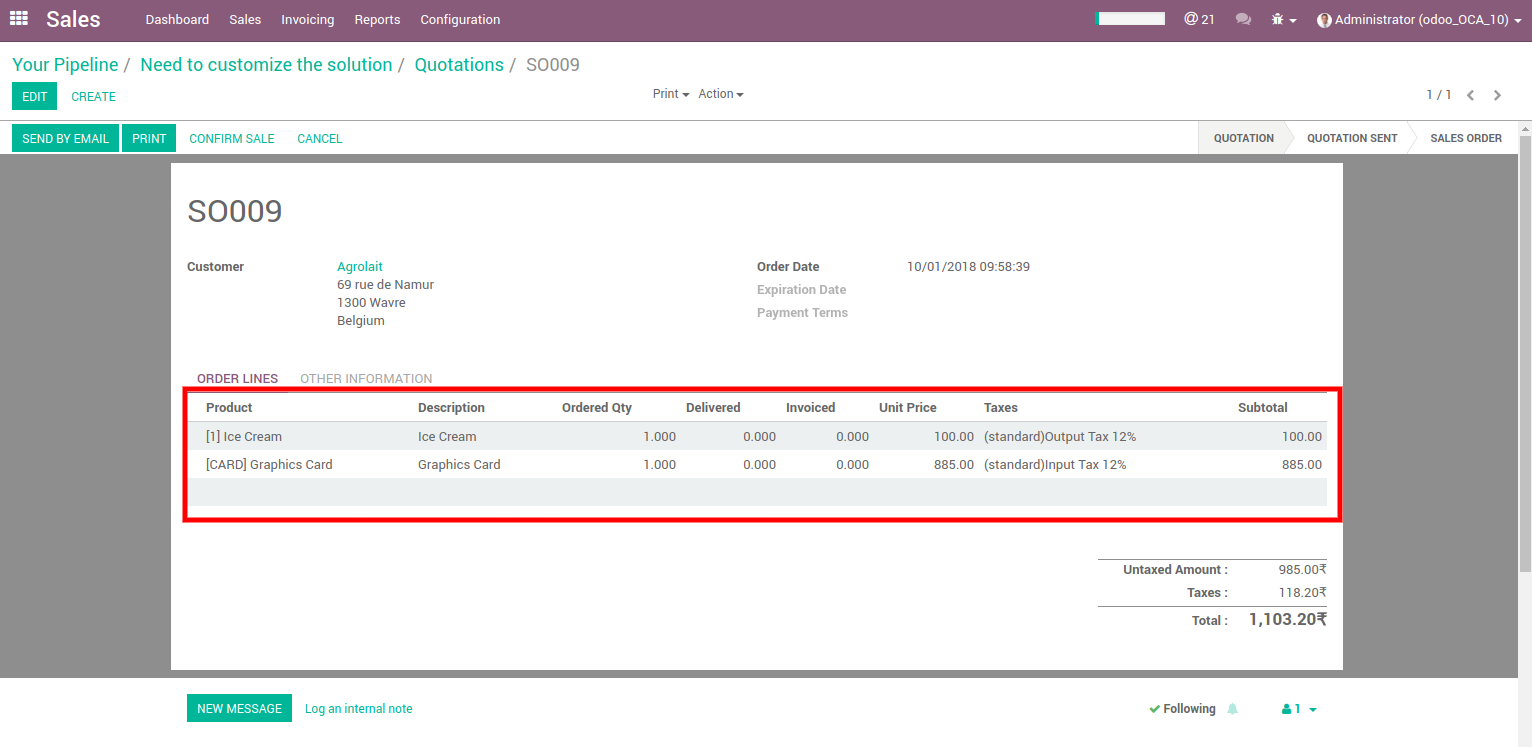 Sales Dashboard Sales Invoicing Reports Configuration @ 21 Administrator (odoo_OCA_10)
Your Pipeline / Need to customize the solution / Quotations / SO009
EDIT CREATE Print Action 1 / 1
SEND BY EMAIL PRINT CONFIRM SALE CANCEL QUOTATION QUOTATION SENT SALES ORDER
SO009
Customer Agrolait Order Date 10/01/2018 09:58:39
69 rue de Namur Expiration Date
1300 Wavre Payment Terms
Belgium
ORDER LINES OTHER INFORMATION
Product Description Ordered Qty Delivered Invoiced Unit Price Taxes Subtotal
[1] Ice Cream Ice Cream 1.000 0.000 0.000 100.00 (standard)Output Tax 12% 100.00
[CARD] Graphics Card Graphics Card 1.000 0.000 0.000 885.00 (standard)Input Tax 12% 885.00
Untaxed Amount : 985.00₹
Taxes : 118.20₹
Total : 1,103.20₹
NEW MESSAGE Log an internal note Following 1